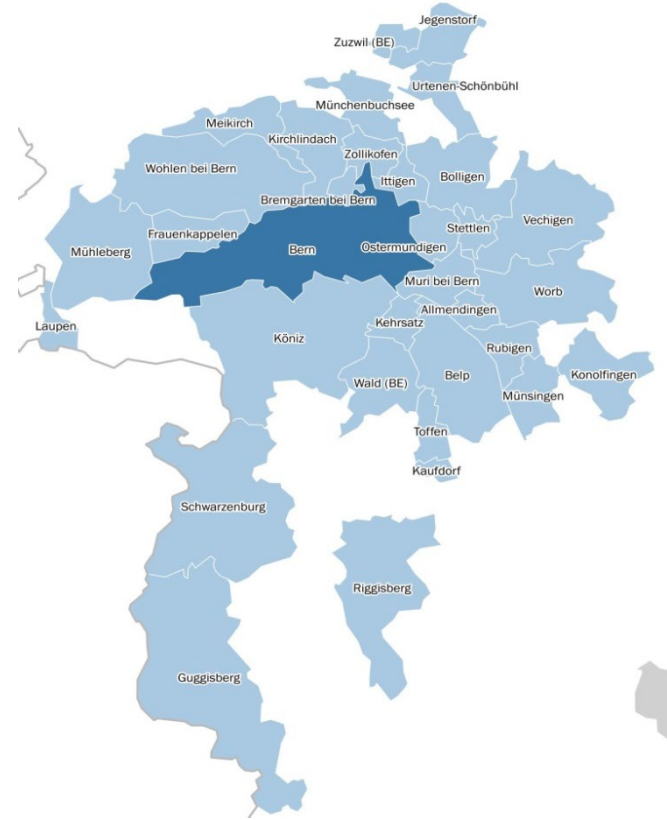 Jegenstorf
Zuzwil (BE)
Urtenen-Schönbühl
Münchenbuchsee
Meikirch
Kirchlindach
Zollikofen
Wohlen bei Bern
Ittigen
Bolligen
Bremgarten bei Bern
Vechigen
Stettlen
Frauenkappelen
Mühleberg
Bern
Ostermundigen
Muri bei Bern
Worb
Allmendingen
Laupen
Kehrsatz
Köniz
Rubigen
Wald (BE)
Belp
Konolfingen
Münsingen
Toffen
Kaufdorf
Schwarzenburg
Riggisberg
Guggisberg